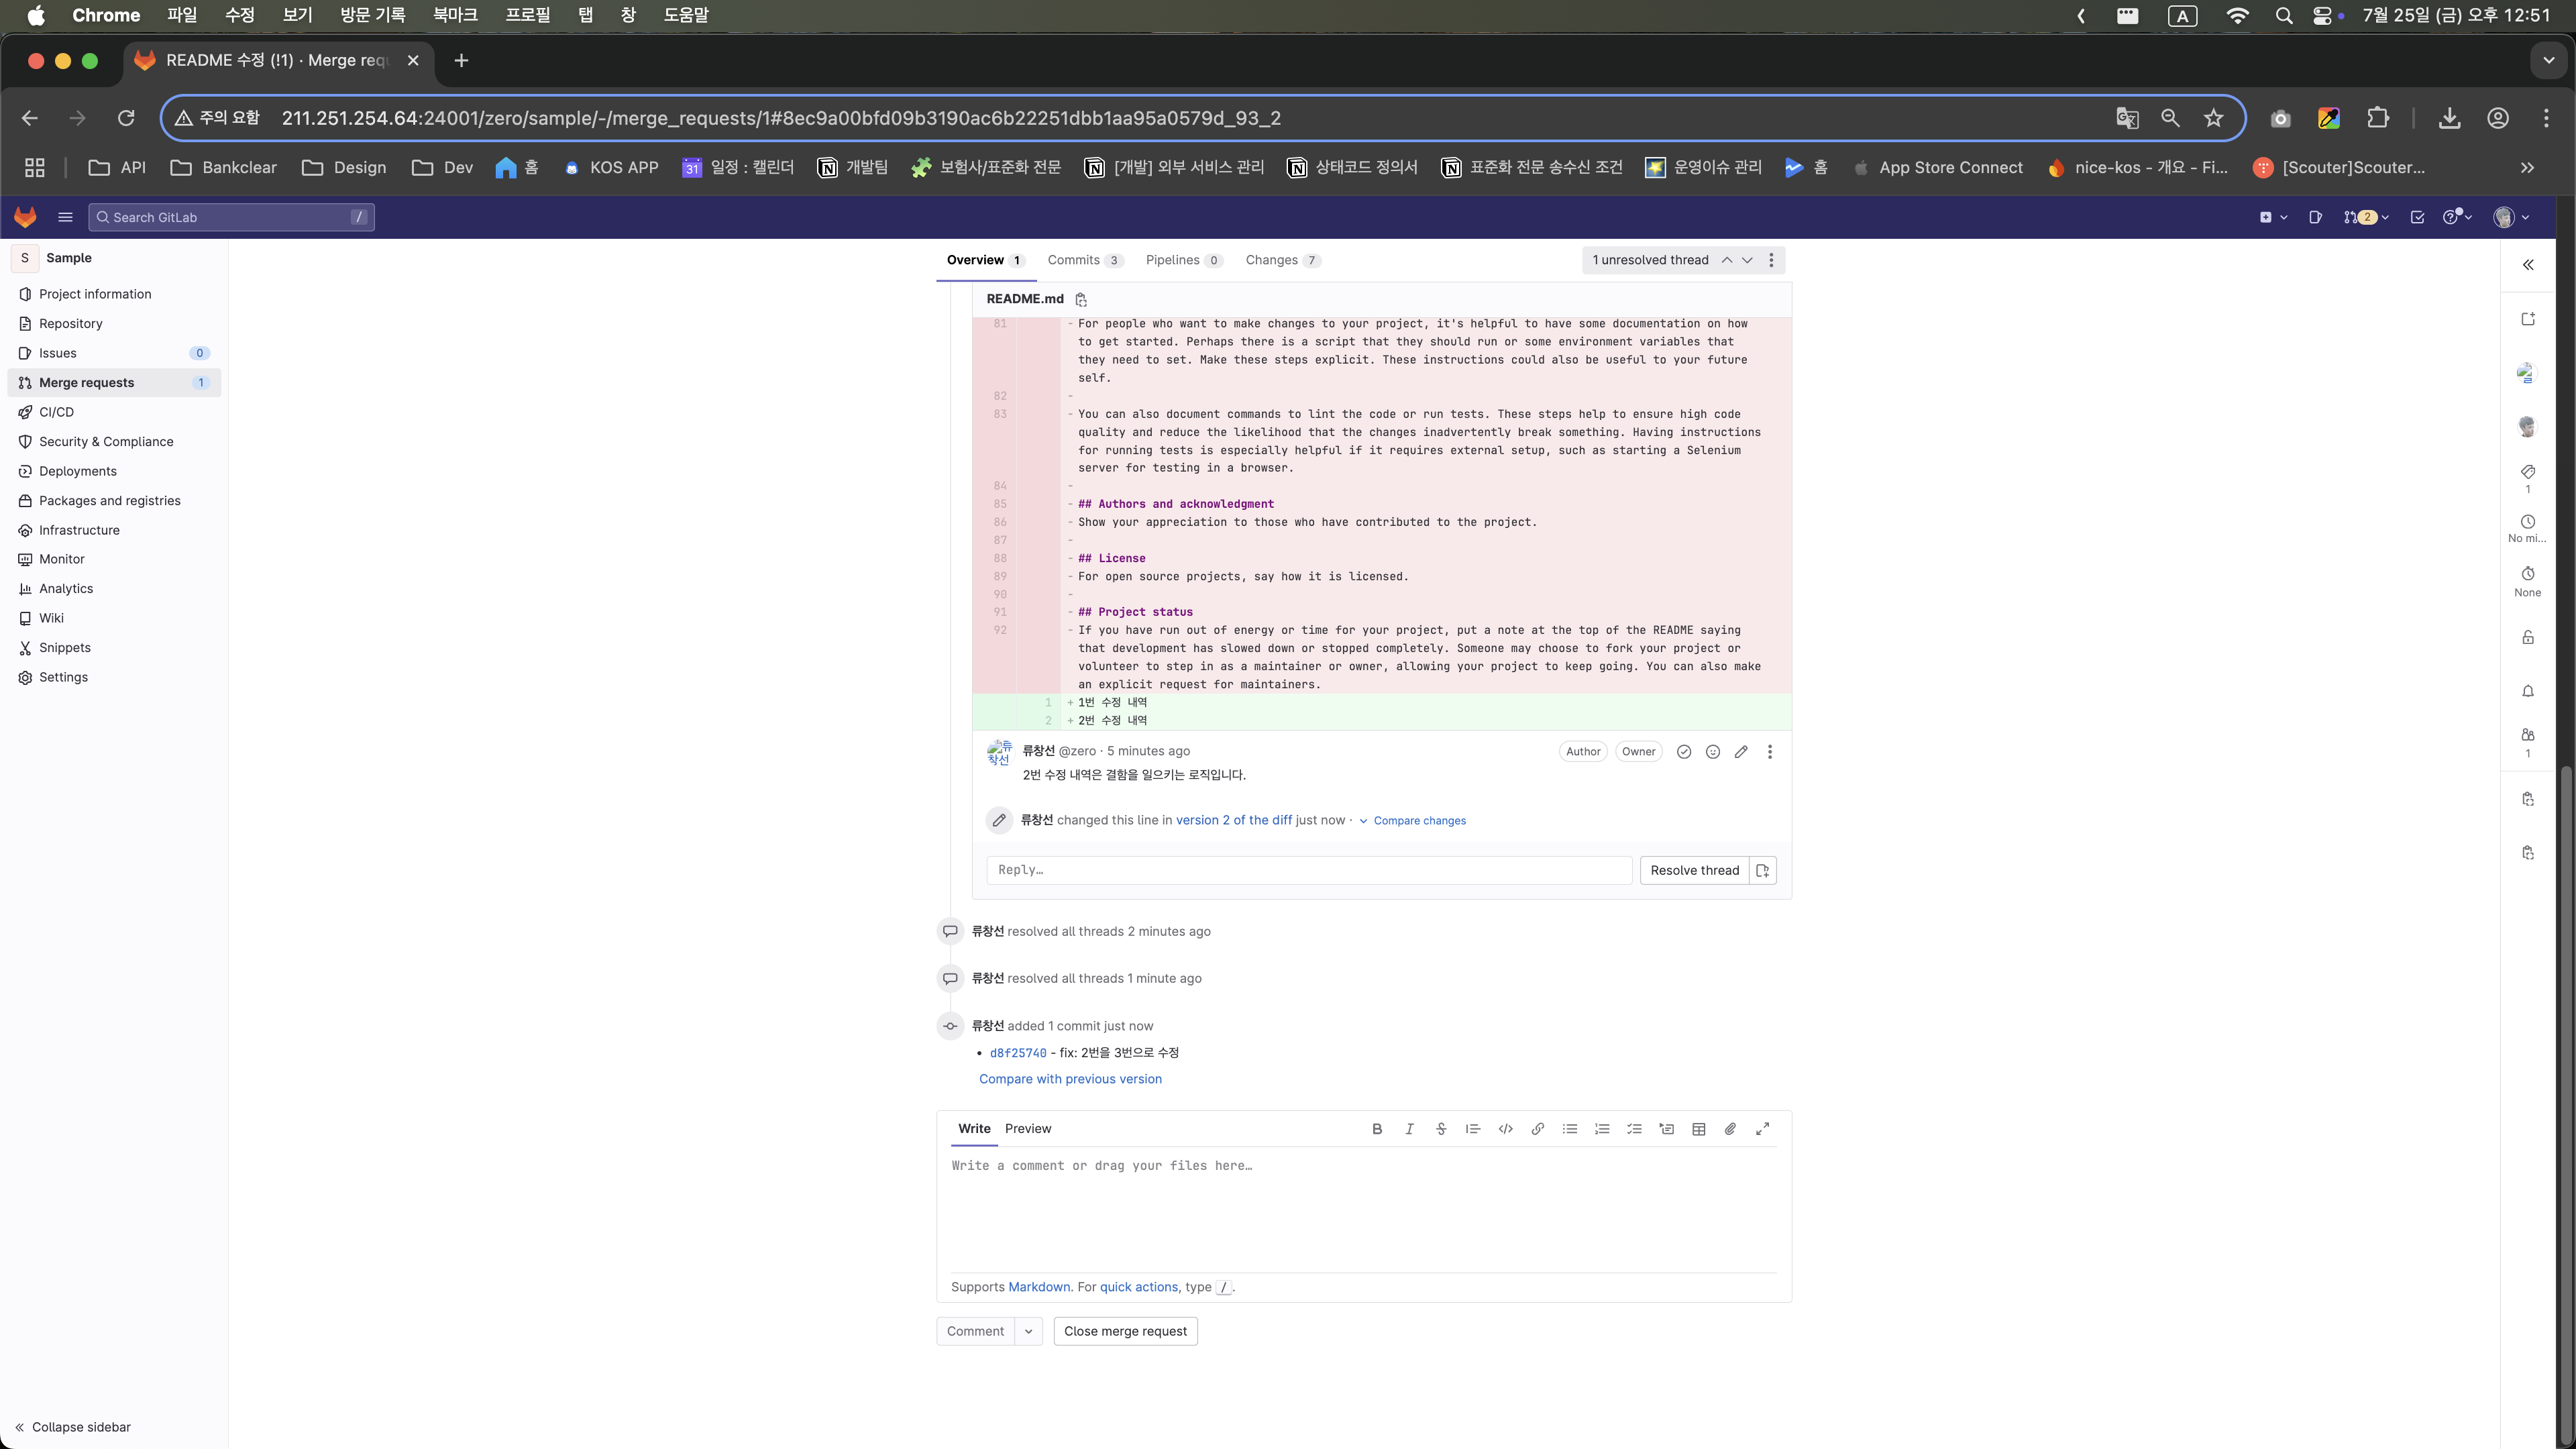 Chrome 파일 수정 보기 방문 기록 북마크 프로필 탭 창 도움말 A 7월 25일 (금) 오후 12:51
README 수정 (!1) · Merge requ
주의 요함 211.251.254.64:24001/zero/sample/-/merge_requests/1#8ec9a00bfd09b3190ac6b22251dbb1aa95a0579d_93_2
API Bankclear Design Dev 홈 KOS APP 31 일정 : 캘린더 개발팀 보험사/표준화 전문 [개발] 외부 서비스 관리 상태코드 정의서 표준화 전문 송수신 조건 운영이슈 관리 홈 App Store Connect nice-kos - 개요 - Fi... [Scouter]Scouter...
Search GitLab / 2
S Sample
Project information
Repository
Issues 0
Merge requests 1
CI/CD
Security & Compliance
Deployments
Packages and registries
Infrastructure
Monitor
Analytics
Wiki
Snippets
Settings
Collapse sidebar
Overview 1 Commits 3 Pipelines 0 Changes 7 1 unresolved thread
README.md
81 - For people who want to make changes to your project, it's helpful to have some documentation on how
to get started. Perhaps there is a script that they should run or some environment variables that
they need to set. Make these steps explicit. These instructions could also be useful to your future
self.
82 -
83 - You can also document commands to lint the code or run tests. These steps help to ensure high code
quality and reduce the likelihood that the changes inadvertently break something. Having instructions
for running tests is especially helpful if it requires external setup, such as starting a Selenium
server for testing in a browser.
84 -
85 - ## Authors and acknowledgment
86 - Show your appreciation to those who have contributed to the project.
87 -
88 - ## License
89 - For open source projects, say how it is licensed.
90 -
91 - ## Project status
92 - If you have run out of energy or time for your project, put a note at the top of the README saying
that development has slowed down or stopped completely. Someone may choose to fork your project or
volunteer to step in as a maintainer or owner, allowing your project to keep going. You can also make
an explicit request for maintainers.
1 + 1번 수정 내역
2 + 2번 수정 내역
류창선 @zero · 5 minutes ago Author Owner
2번 수정 내역은 결함을 일으키는 로직입니다.
류창선 changed this line in version 2 of the diff just now · Compare changes
Reply… Resolve thread
류창선 resolved all threads 2 minutes ago
류창선 resolved all threads 1 minute ago
류창선 added 1 commit just now
• d8f25740 - fix: 2번을 3번으로 수정
Compare with previous version
Write Preview
Write a comment or drag your files here…
Supports Markdown. For quick actions, type /.
Comment Close merge request
1
No mi...
None
1